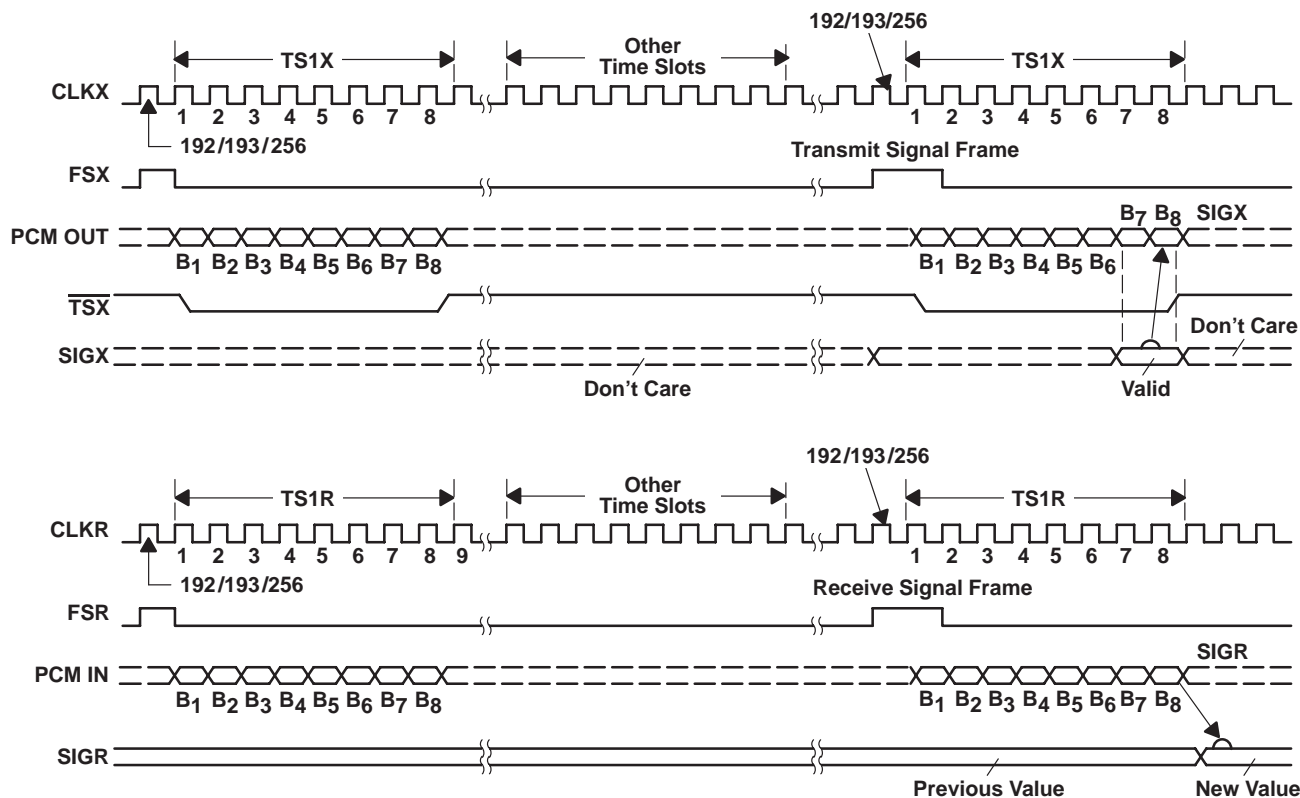 192/193/256
TS1X
Other
Time Slots
TS1X
CLKX
1 2 3 4 5 6 7 8
1 2 3 4 5 6 7 8
192/193/256
Transmit Signal Frame
FSX
B7 B8 SIGX
PCM OUT
B1 B2 B3 B4 B5 B6 B7 B8
B1 B2 B3 B4 B5 B6
TSX
Don't Care
SIGX
Don't Care
Valid
192/193/256
TS1R
Other
Time Slots
TS1R
CLKR
1 2 3 4 5 6 7 8 9
1 2 3 4 5 6 7 8
192/193/256
Receive Signal Frame
FSR
SIGR
PCM IN
B1 B2 B3 B4 B5 B6 B7 B8
B1 B2 B3 B4 B5 B6 B7 B8
SIGR
Previous Value
New Value